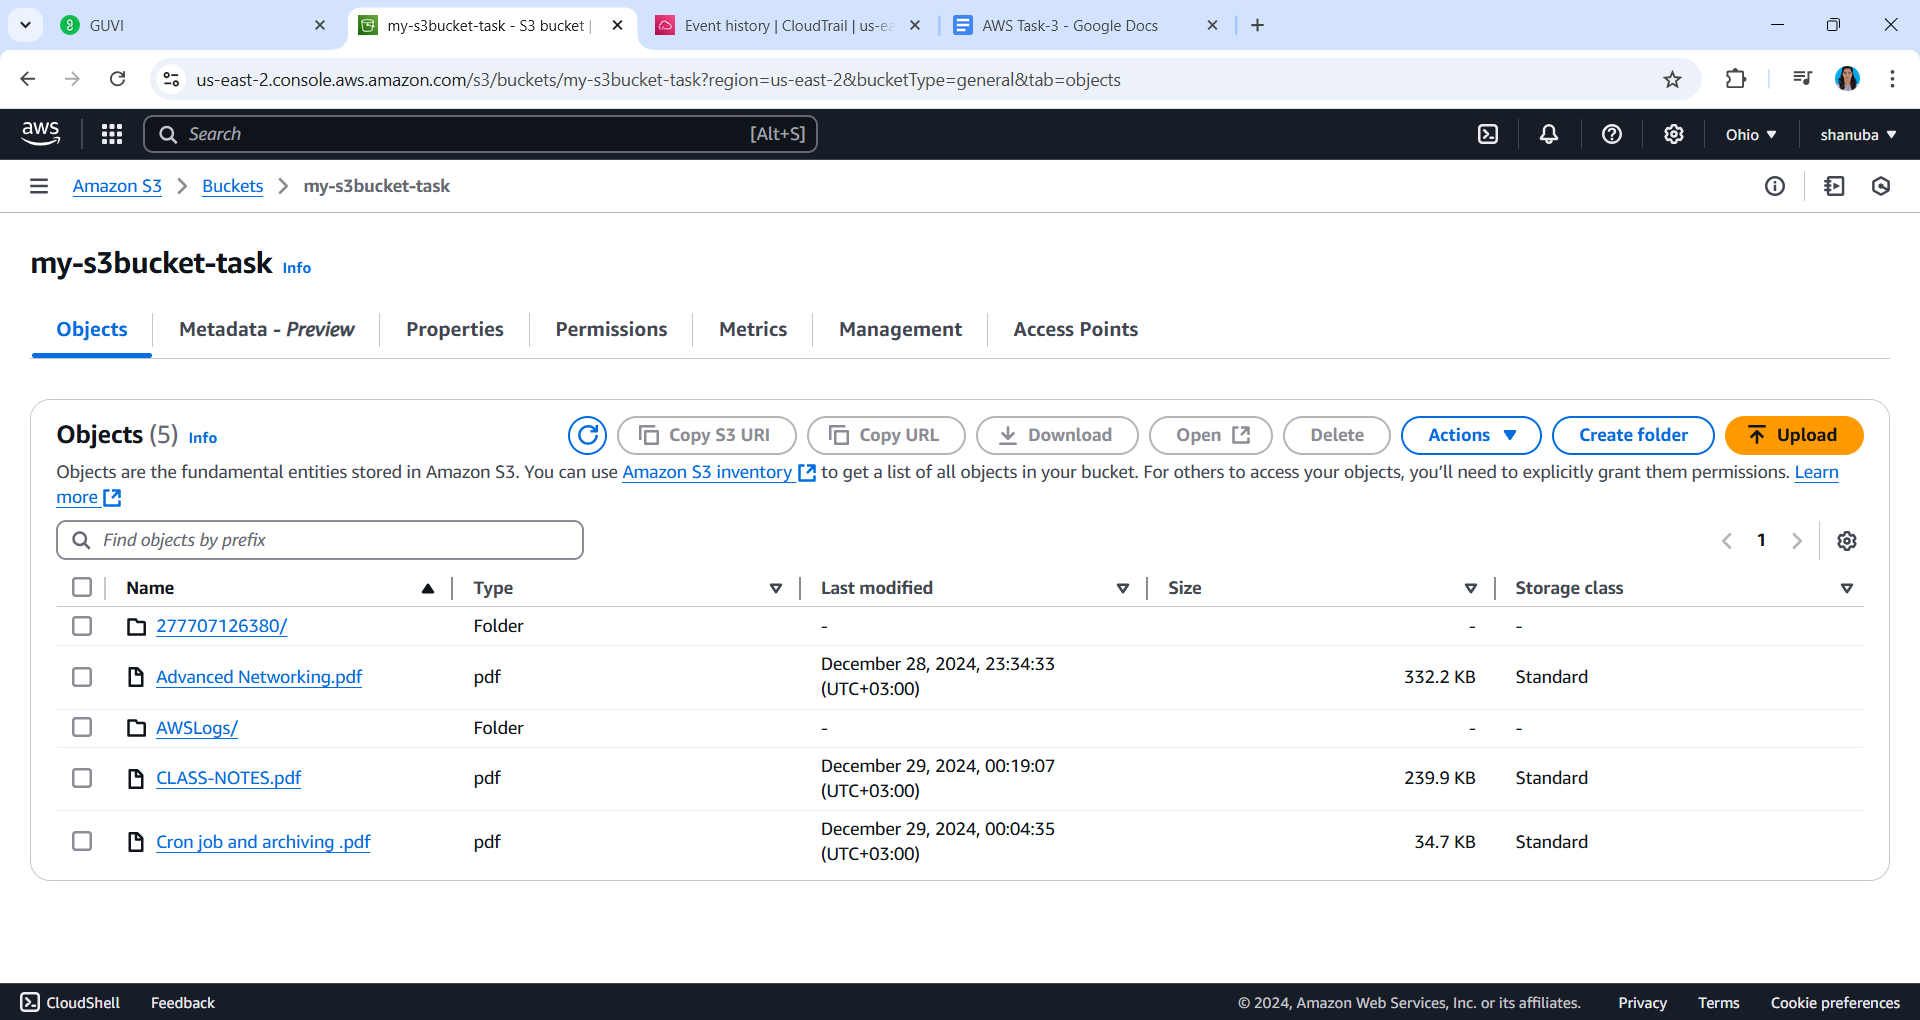 GUVI
my-s3bucket-task - S3 bucket |
Event history | CloudTrail | us-ea
AWS Task-3 - Google Docs
us-east-2.console.aws.amazon.com/s3/buckets/my-s3bucket-task?region=us-east-2&bucketType=general&tab=objects
aws
Search
[Alt+S]
Ohio
shanuba
Amazon S3 > Buckets > my-s3bucket-task
my-s3bucket-task Info
Objects
Metadata - Preview
Properties
Permissions
Metrics
Management
Access Points
Objects (5) Info
Copy S3 URI
Copy URL
Download
Open
Delete
Actions
Create folder
Upload
Objects are the fundamental entities stored in Amazon S3. You can use Amazon S3 inventory to get a list of all objects in your bucket. For others to access your objects, you’ll need to explicitly grant them permissions. Learn
more
Find objects by prefix
1
Name Type Last modified Size Storage class
277707126380/ Folder - - -
Advanced Networking.pdf pdf December 28, 2024, 23:34:33 (UTC+03:00) 332.2 KB Standard
AWSLogs/ Folder - - -
CLASS-NOTES.pdf pdf December 29, 2024, 00:19:07 (UTC+03:00) 239.9 KB Standard
Cron job and archiving .pdf pdf December 29, 2024, 00:04:35 (UTC+03:00) 34.7 KB Standard
CloudShell Feedback
© 2024, Amazon Web Services, Inc. or its affiliates. Privacy Terms Cookie preferences